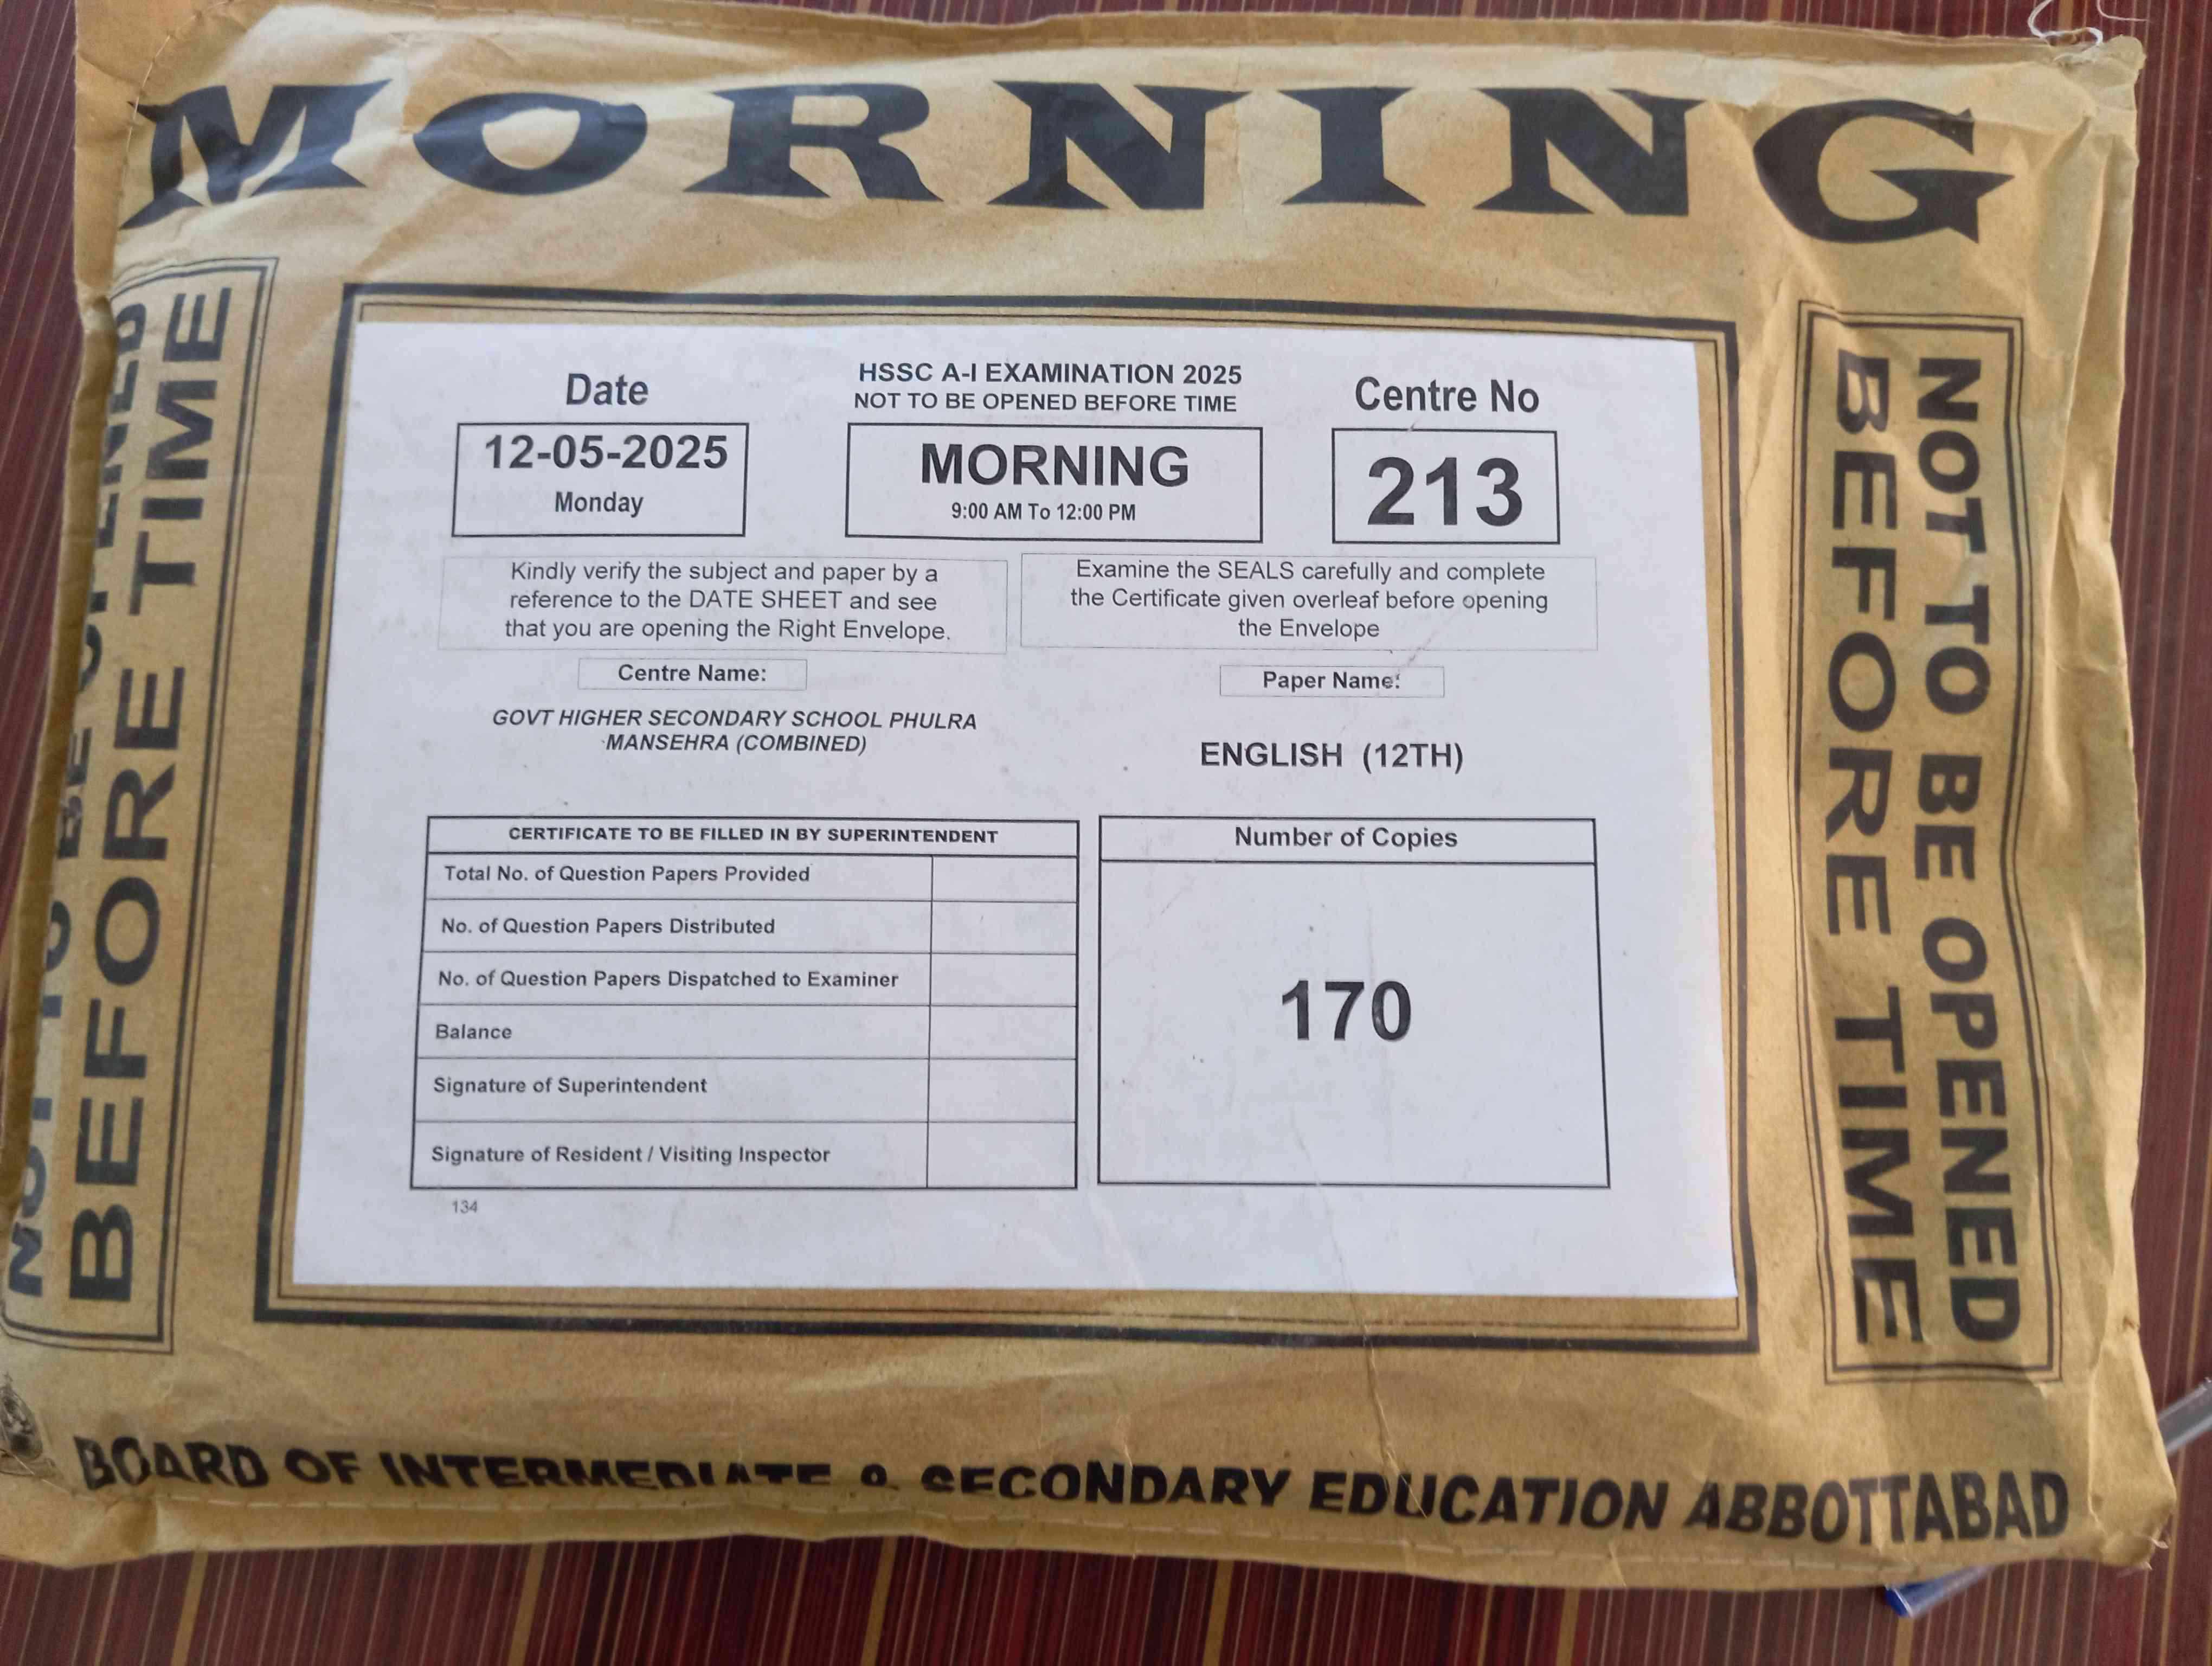 MORNING
NOT TO BE OPENED
BEFORE TIME
Date
12-05-2025
Monday
HSSC A-I EXAMINATION 2025
NOT TO BE OPENED BEFORE TIME
MORNING
9:00 AM To 12:00 PM
Centre No
213
Kindly verify the subject and paper by a
reference to the DATE SHEET and see
that you are opening the Right Envelope.
Examine the SEALS carefully and complete
the Certificate given overleaf before opening
the Envelope
Centre Name:
GOVT HIGHER SECONDARY SCHOOL PHULRA
MANSEHRA (COMBINED)
Paper Name:
ENGLISH (12TH)
CERTIFICATE TO BE FILLED IN BY SUPERINTENDENT
Total No. of Question Papers Provided
No. of Question Papers Distributed
No. of Question Papers Dispatched to Examiner
Balance
Signature of Superintendent
Signature of Resident / Visiting Inspector
Number of Copies
170
134
NOT TO BE OPENED
BEFORE TIME
BOARD OF INTERMEDIATE & SECONDARY EDUCATION ABBOTTABAD